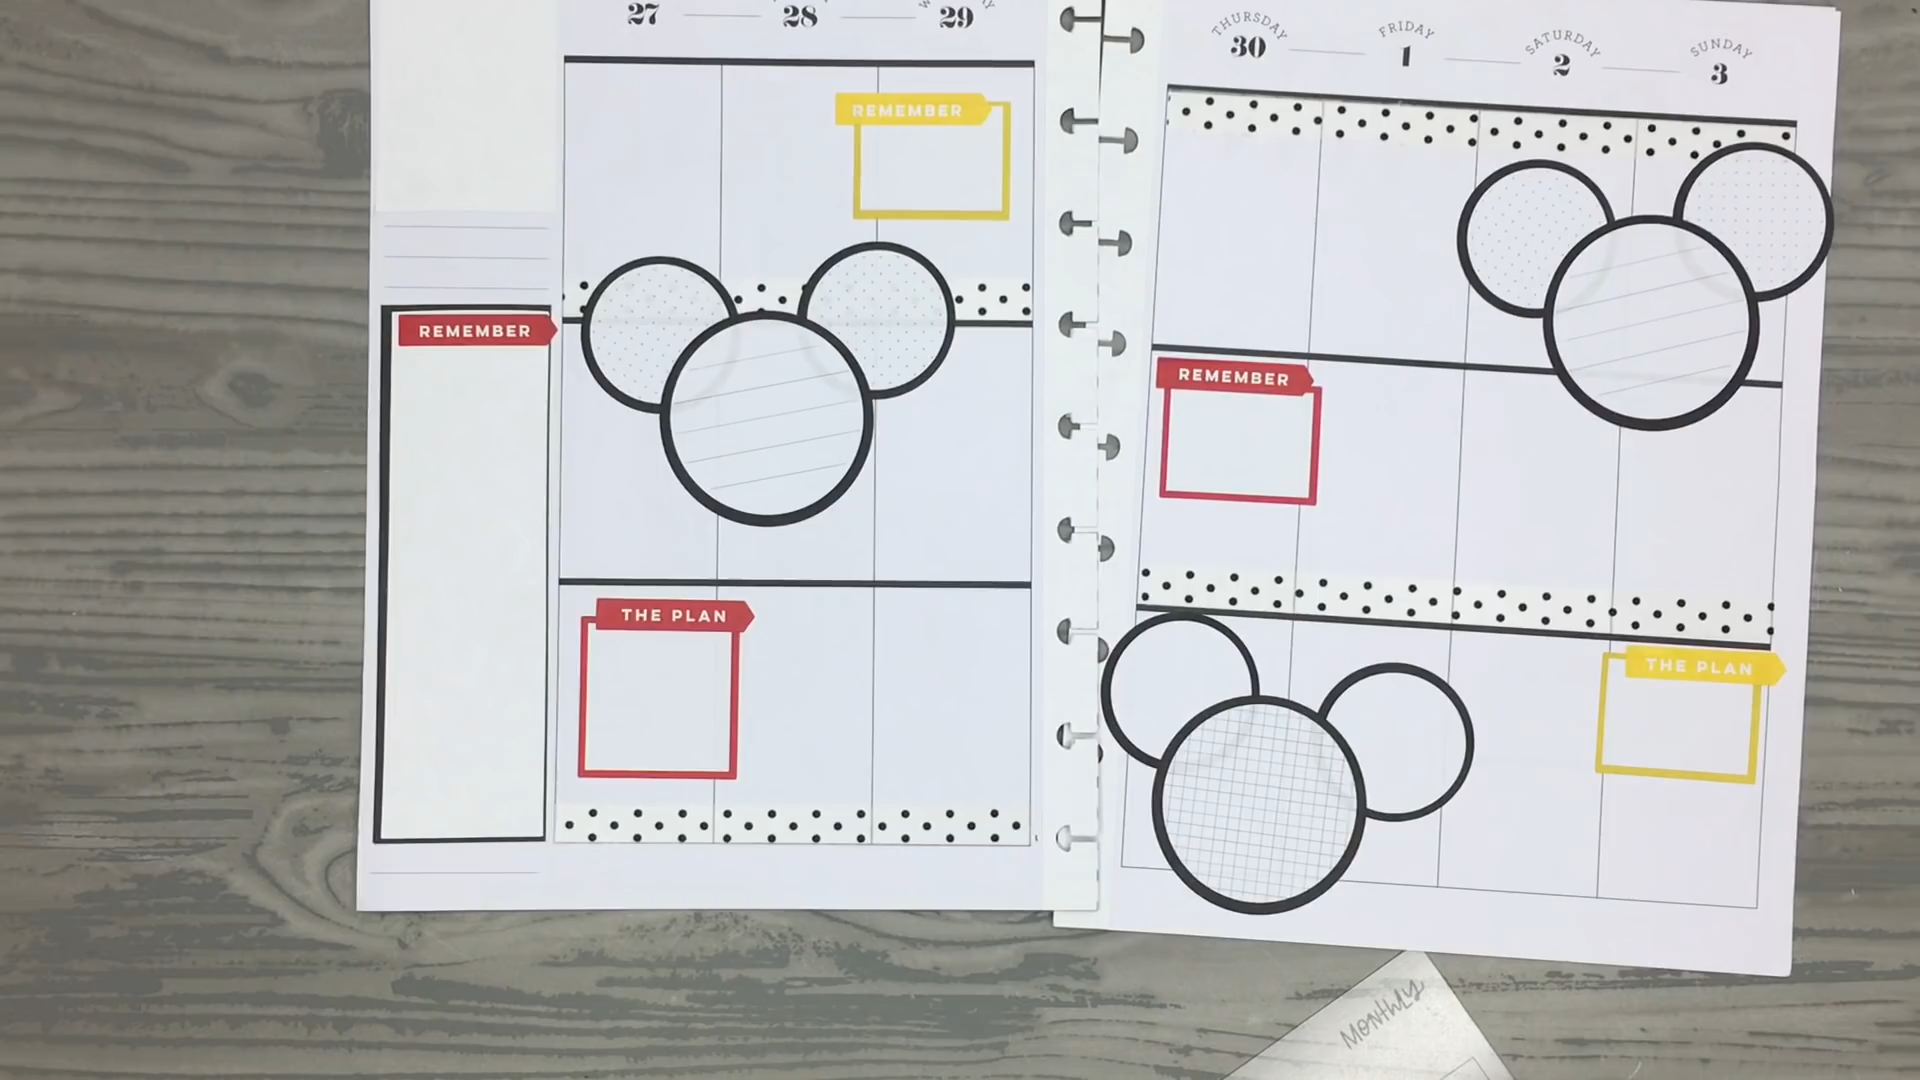 27 28 29
THURSDAY FRIDAY SATURDAY SUNDAY
30 1 2 3
REMEMBER
REMEMBER
REMEMBER
THE PLAN
THE PLAN
MONTHLY